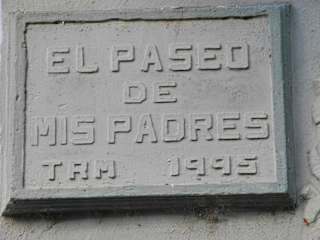 EL PASEO
DE
MIS PADRES
TRM 1995